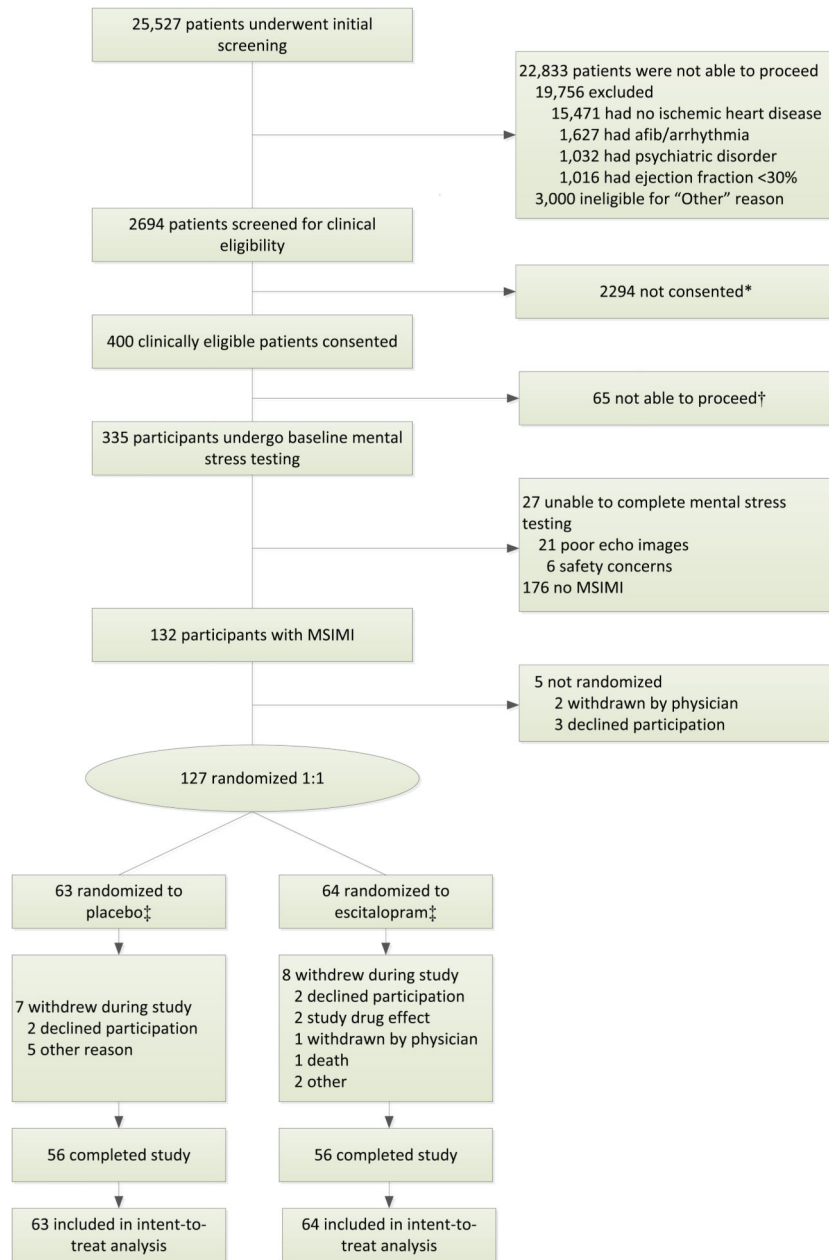 25,527 patients underwent initial
screening
22,833 patients were not able to proceed
19,756 excluded
15,471 had no ischemic heart disease
1,627 had afib/arrhythmia
1,032 had psychiatric disorder
1,016 had ejection fraction <30%
3,000 ineligible for “Other” reason
2694 patients screened for clinical
eligibility
2294 not consented*
400 clinically eligible patients consented
65 not able to proceed†
335 participants undergo baseline mental
stress testing
27 unable to complete mental stress
testing
21 poor echo images
6 safety concerns
176 no MSIMI
132 participants with MSIMI
5 not randomized
2 withdrawn by physician
3 declined participation
127 randomized 1:1
63 randomized to
placebo‡
64 randomized to
escitalopram‡
7 withdrew during study
2 declined participation
5 other reason
8 withdrew during study
2 declined participation
2 study drug effect
1 withdrawn by physician
1 death
2 other
56 completed study
56 completed study
63 included in intent-to-
treat analysis
64 included in intent-to-
treat analysis